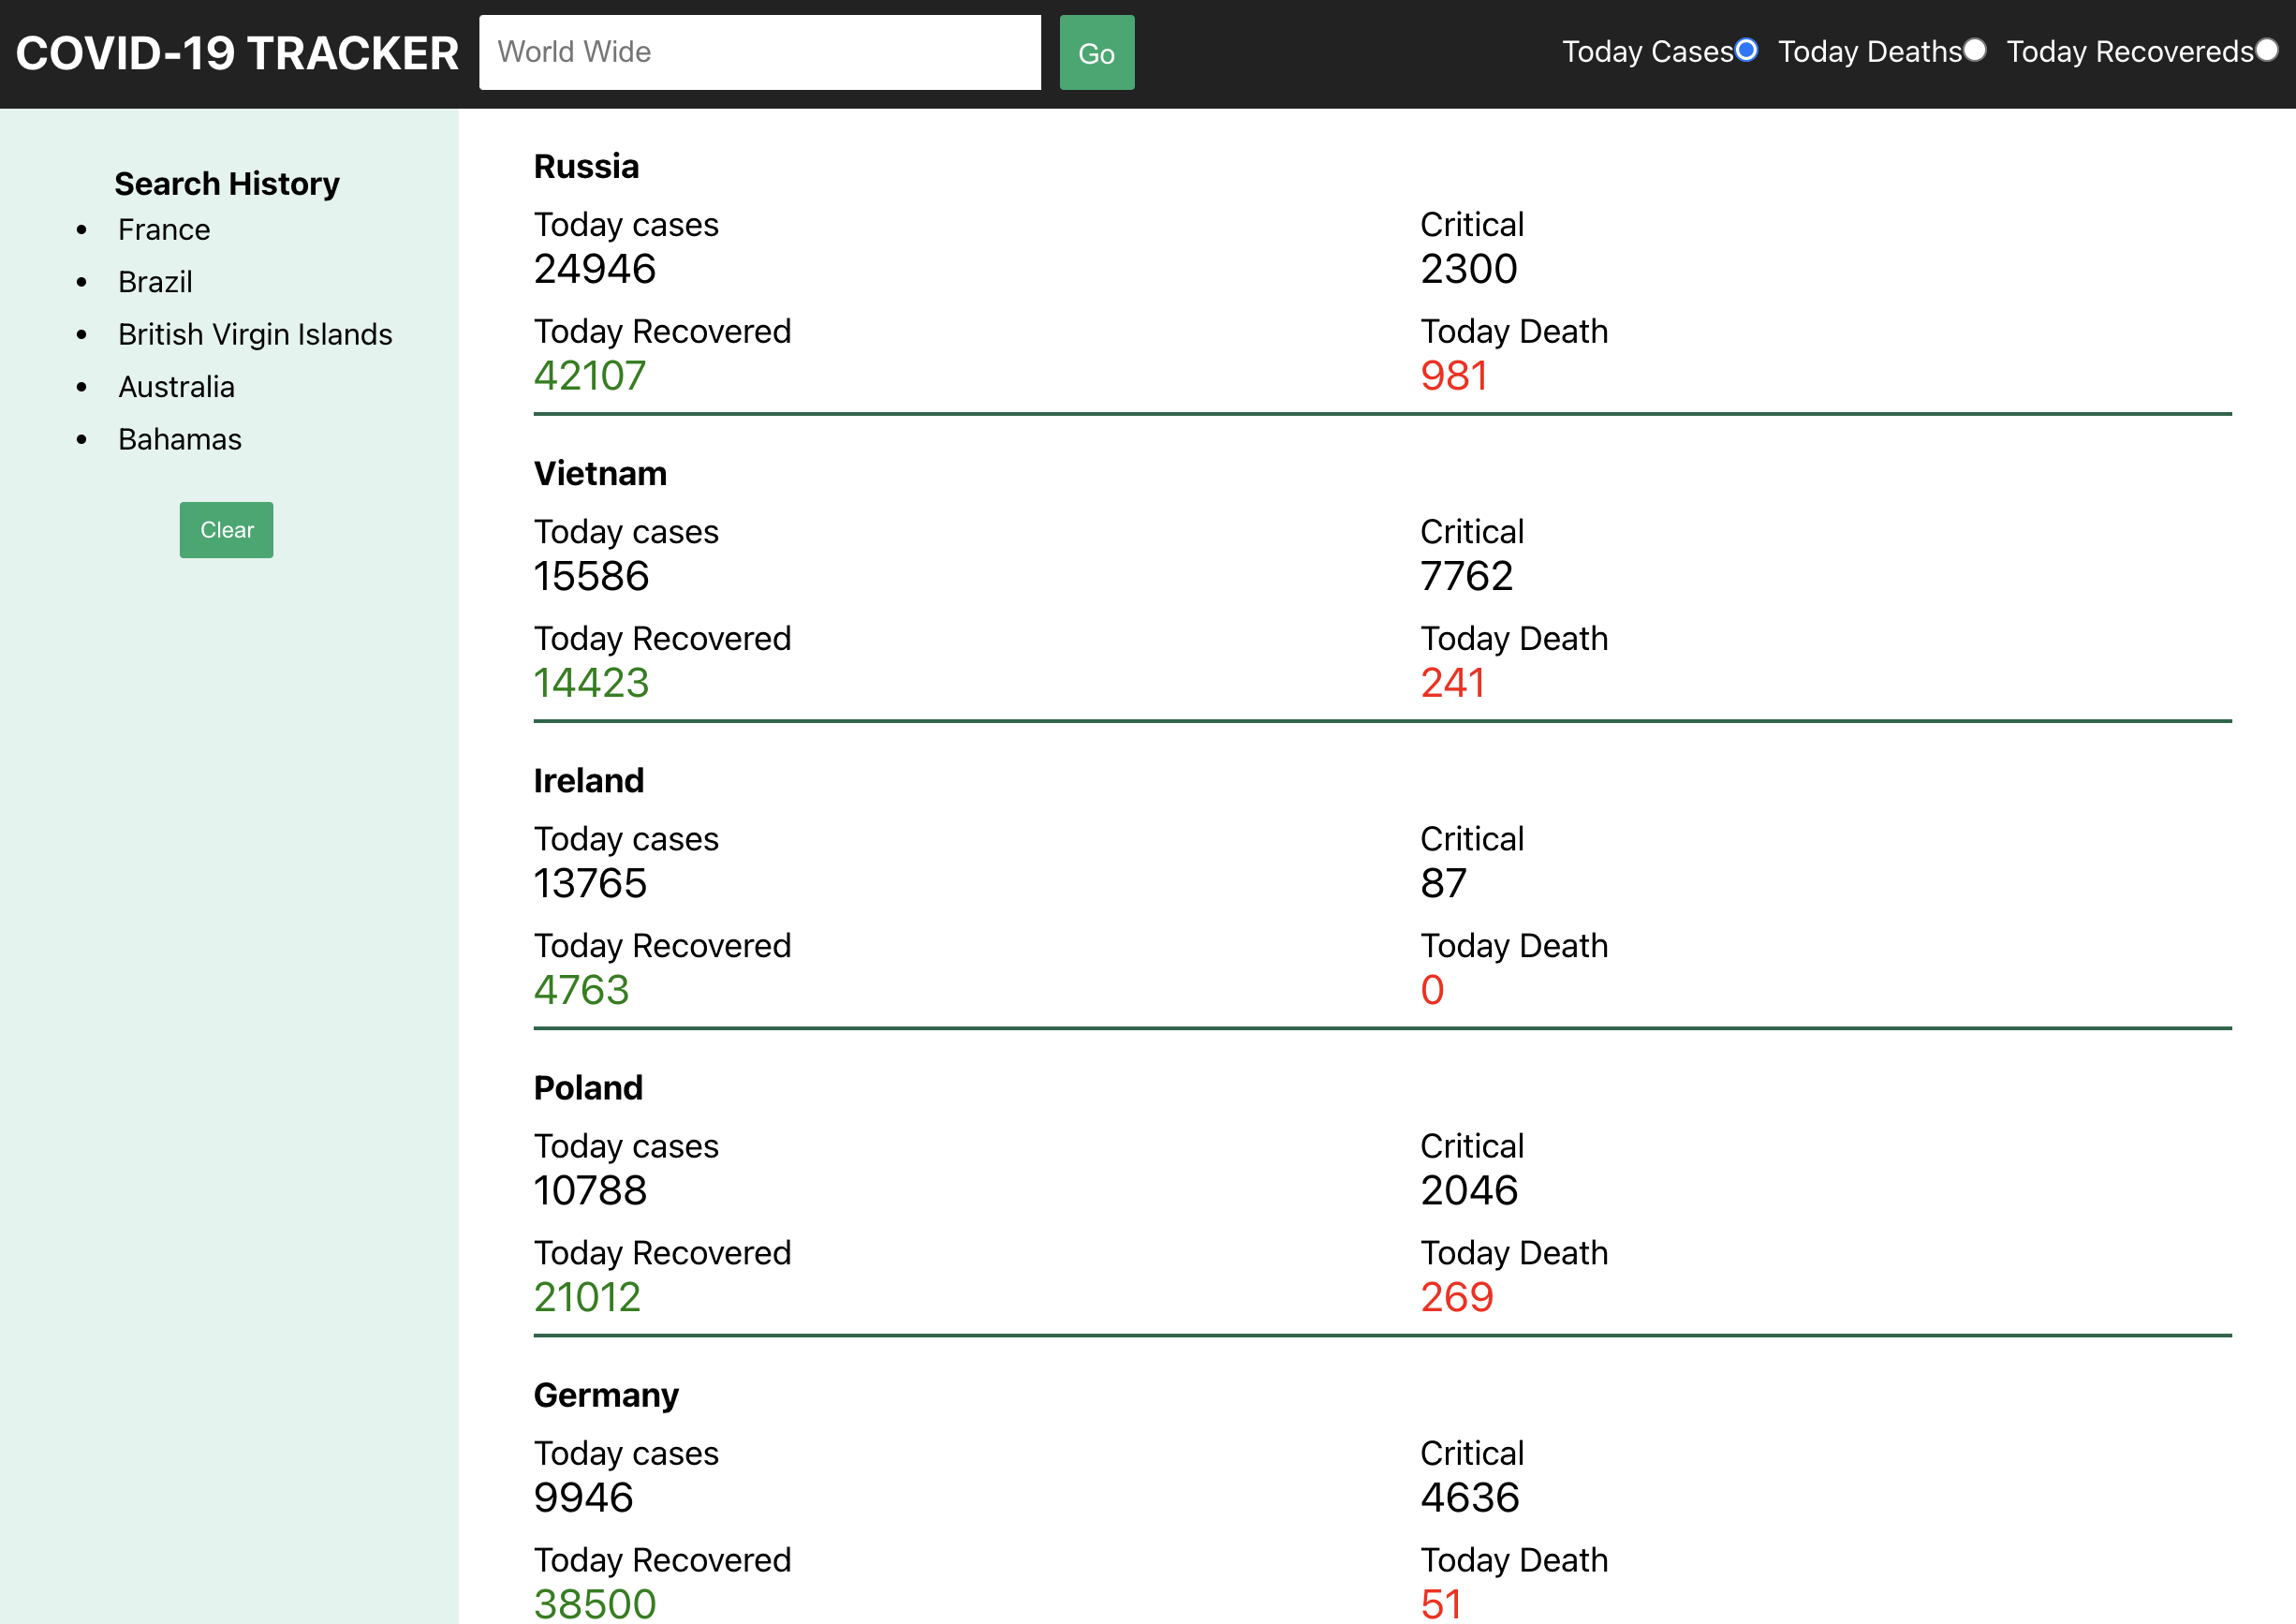 COVID-19 TRACKER
World Wide
Go
Today Cases Today Deaths Today Recovereds
Search History
• France
• Brazil
• British Virgin Islands
• Australia
• Bahamas
Clear
Russia
Today cases Critical
24946 2300
Today Recovered Today Death
42107 981
Vietnam
Today cases Critical
15586 7762
Today Recovered Today Death
14423 241
Ireland
Today cases Critical
13765 87
Today Recovered Today Death
4763 0
Poland
Today cases Critical
10788 2046
Today Recovered Today Death
21012 269
Germany
Today cases Critical
9946 4636
Today Recovered Today Death
38500 51